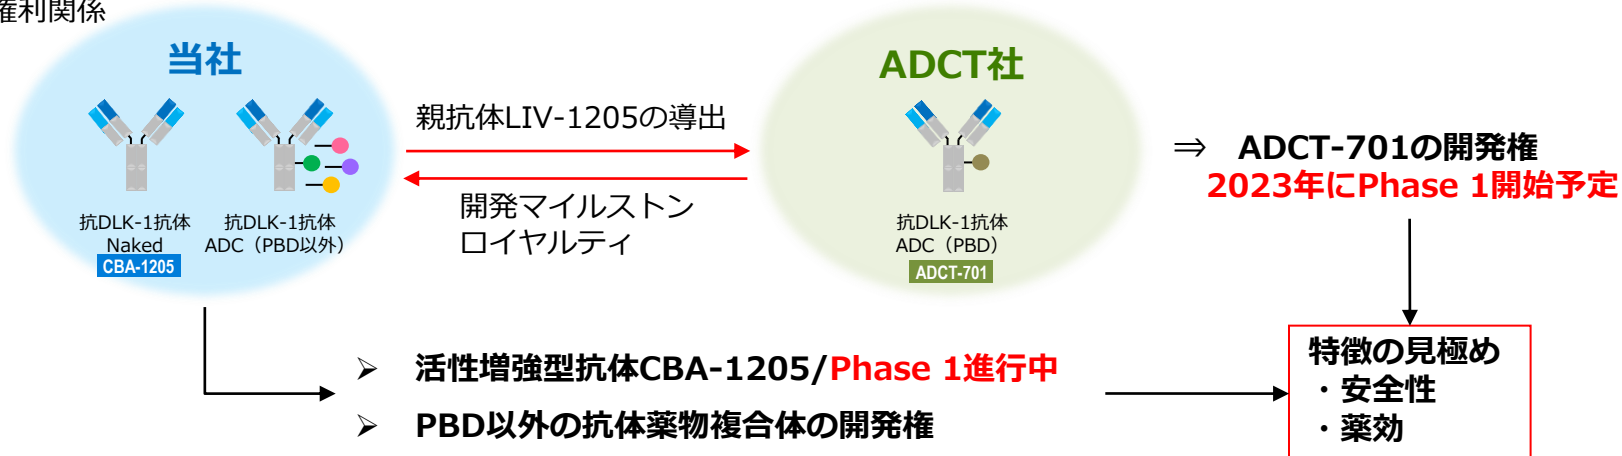 権利関係
当社
抗DLK-1抗体
Naked
CBA-1205
抗DLK-1抗体
ADC（PBD以外）
親抗体LIV-1205の導出
開発マイルストン
ロイヤルティ
ADCT社
抗DLK-1抗体
ADC（PBD）
ADCT-701
⇒ ADCT-701の開発権
2023年にPhase 1開始予定
➢ 活性増強型抗体CBA-1205/Phase 1進行中
➢ PBD以外の抗体薬物複合体の開発権
特徴の見極め
・安全性
・薬効